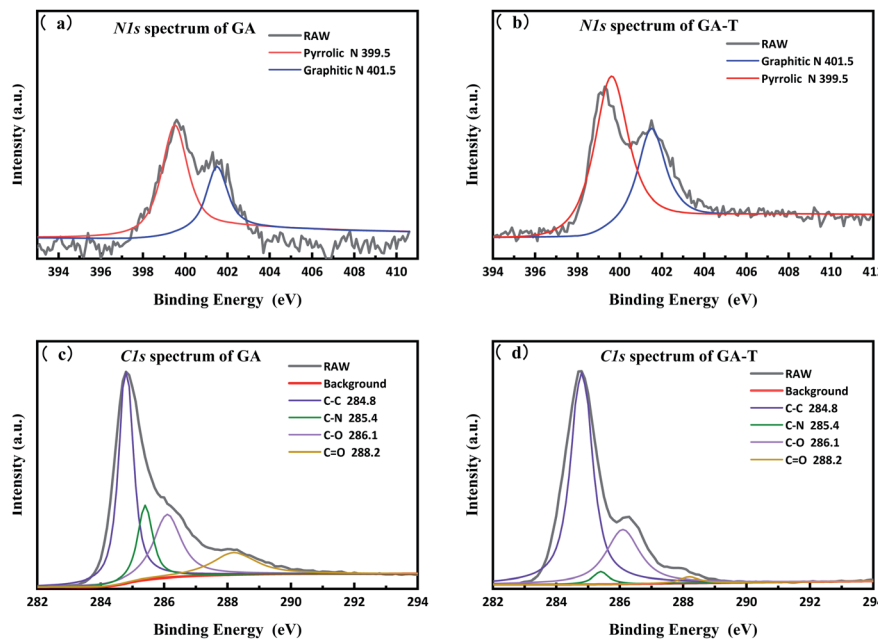 ( a)
N1s spectrum of GA
RAW
Pyrrolic N 399.5
Graphitic N 401.5
Intensity (a.u.)
394 396 398 400 402 404 406 408 410
Binding Energy (eV)
( b)
N1s spectrum of GA-T
RAW
Graphitic N 401.5
Pyrrolic N 399.5
Intensity (a.u.)
394 396 398 400 402 404 406 408 410 412
Binding Energy (eV)
( c)
C1s spectrum of GA
RAW
Background
C-C 284.8
C-N 285.4
C-O 286.1
C=O 288.2
Intensity (a.u.)
282 284 286 288 290 292 294
Binding Energy (eV)
( d)
C1s spectrum of GA-T
RAW
Background
C-C 284.8
C-N 285.4
C-O 286.1
C=O 288.2
Intensity (a.u.)
282 284 286 288 290 292 294
Binding Energy (eV)